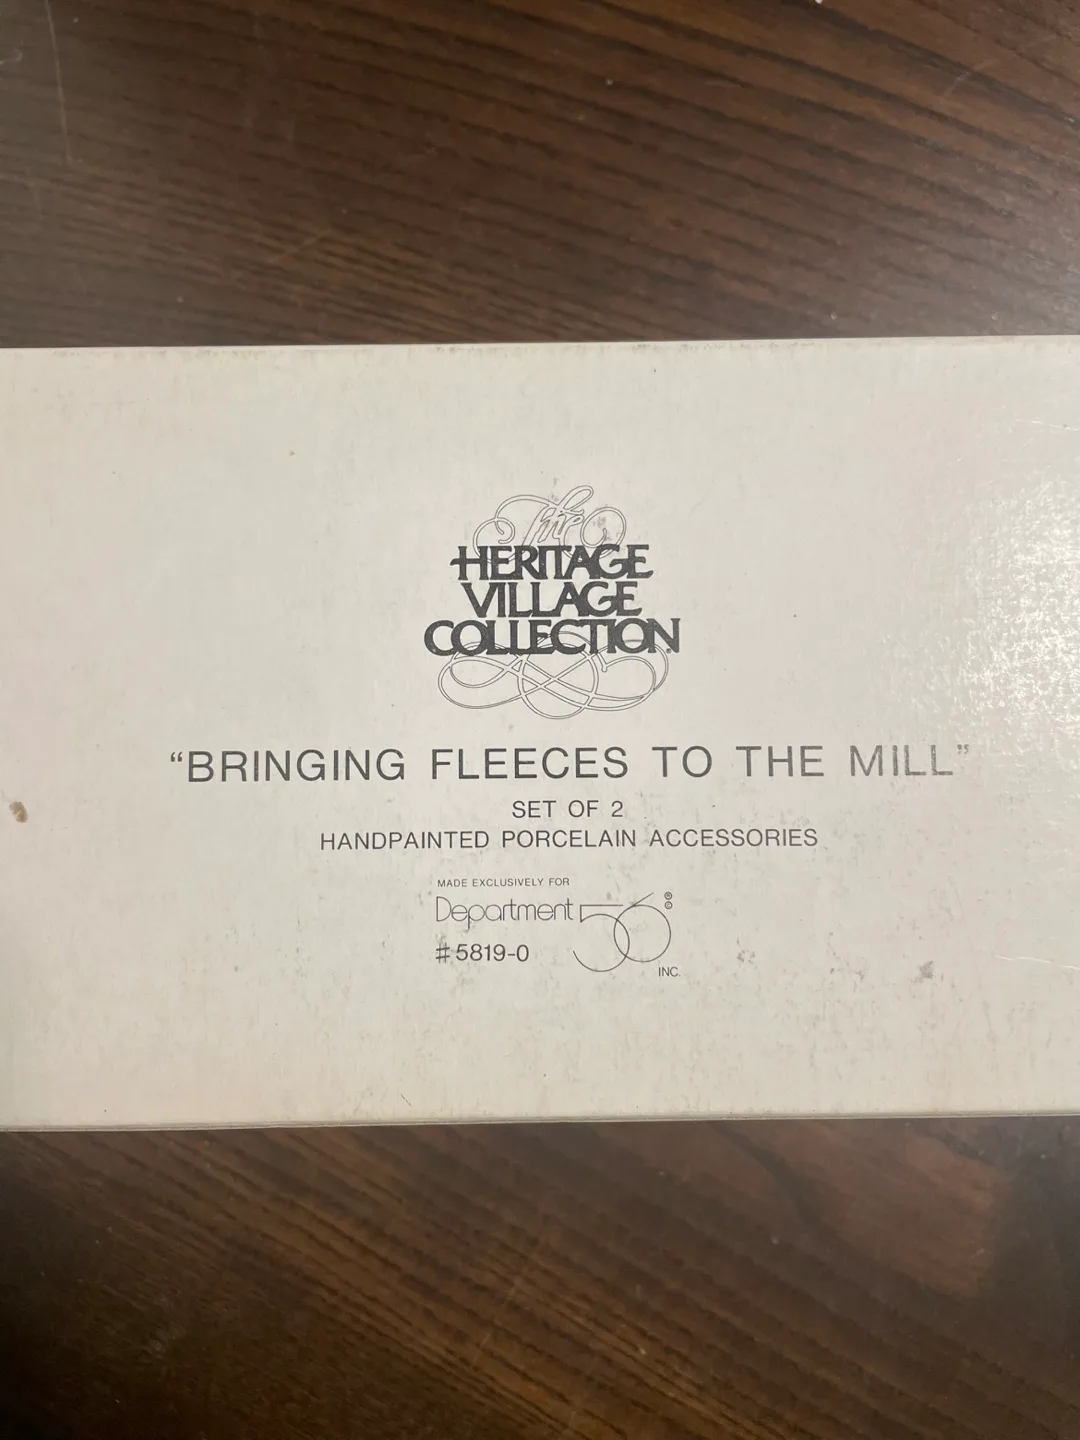 The
HERITAGE
VILLAGE
COLLECTION
“BRINGING FLEECES TO THE MILL”
SET OF 2
HANDPAINTED PORCELAIN ACCESSORIES
MADE EXCLUSIVELY FOR
Department 56 ® ©
#5819-0
INC.